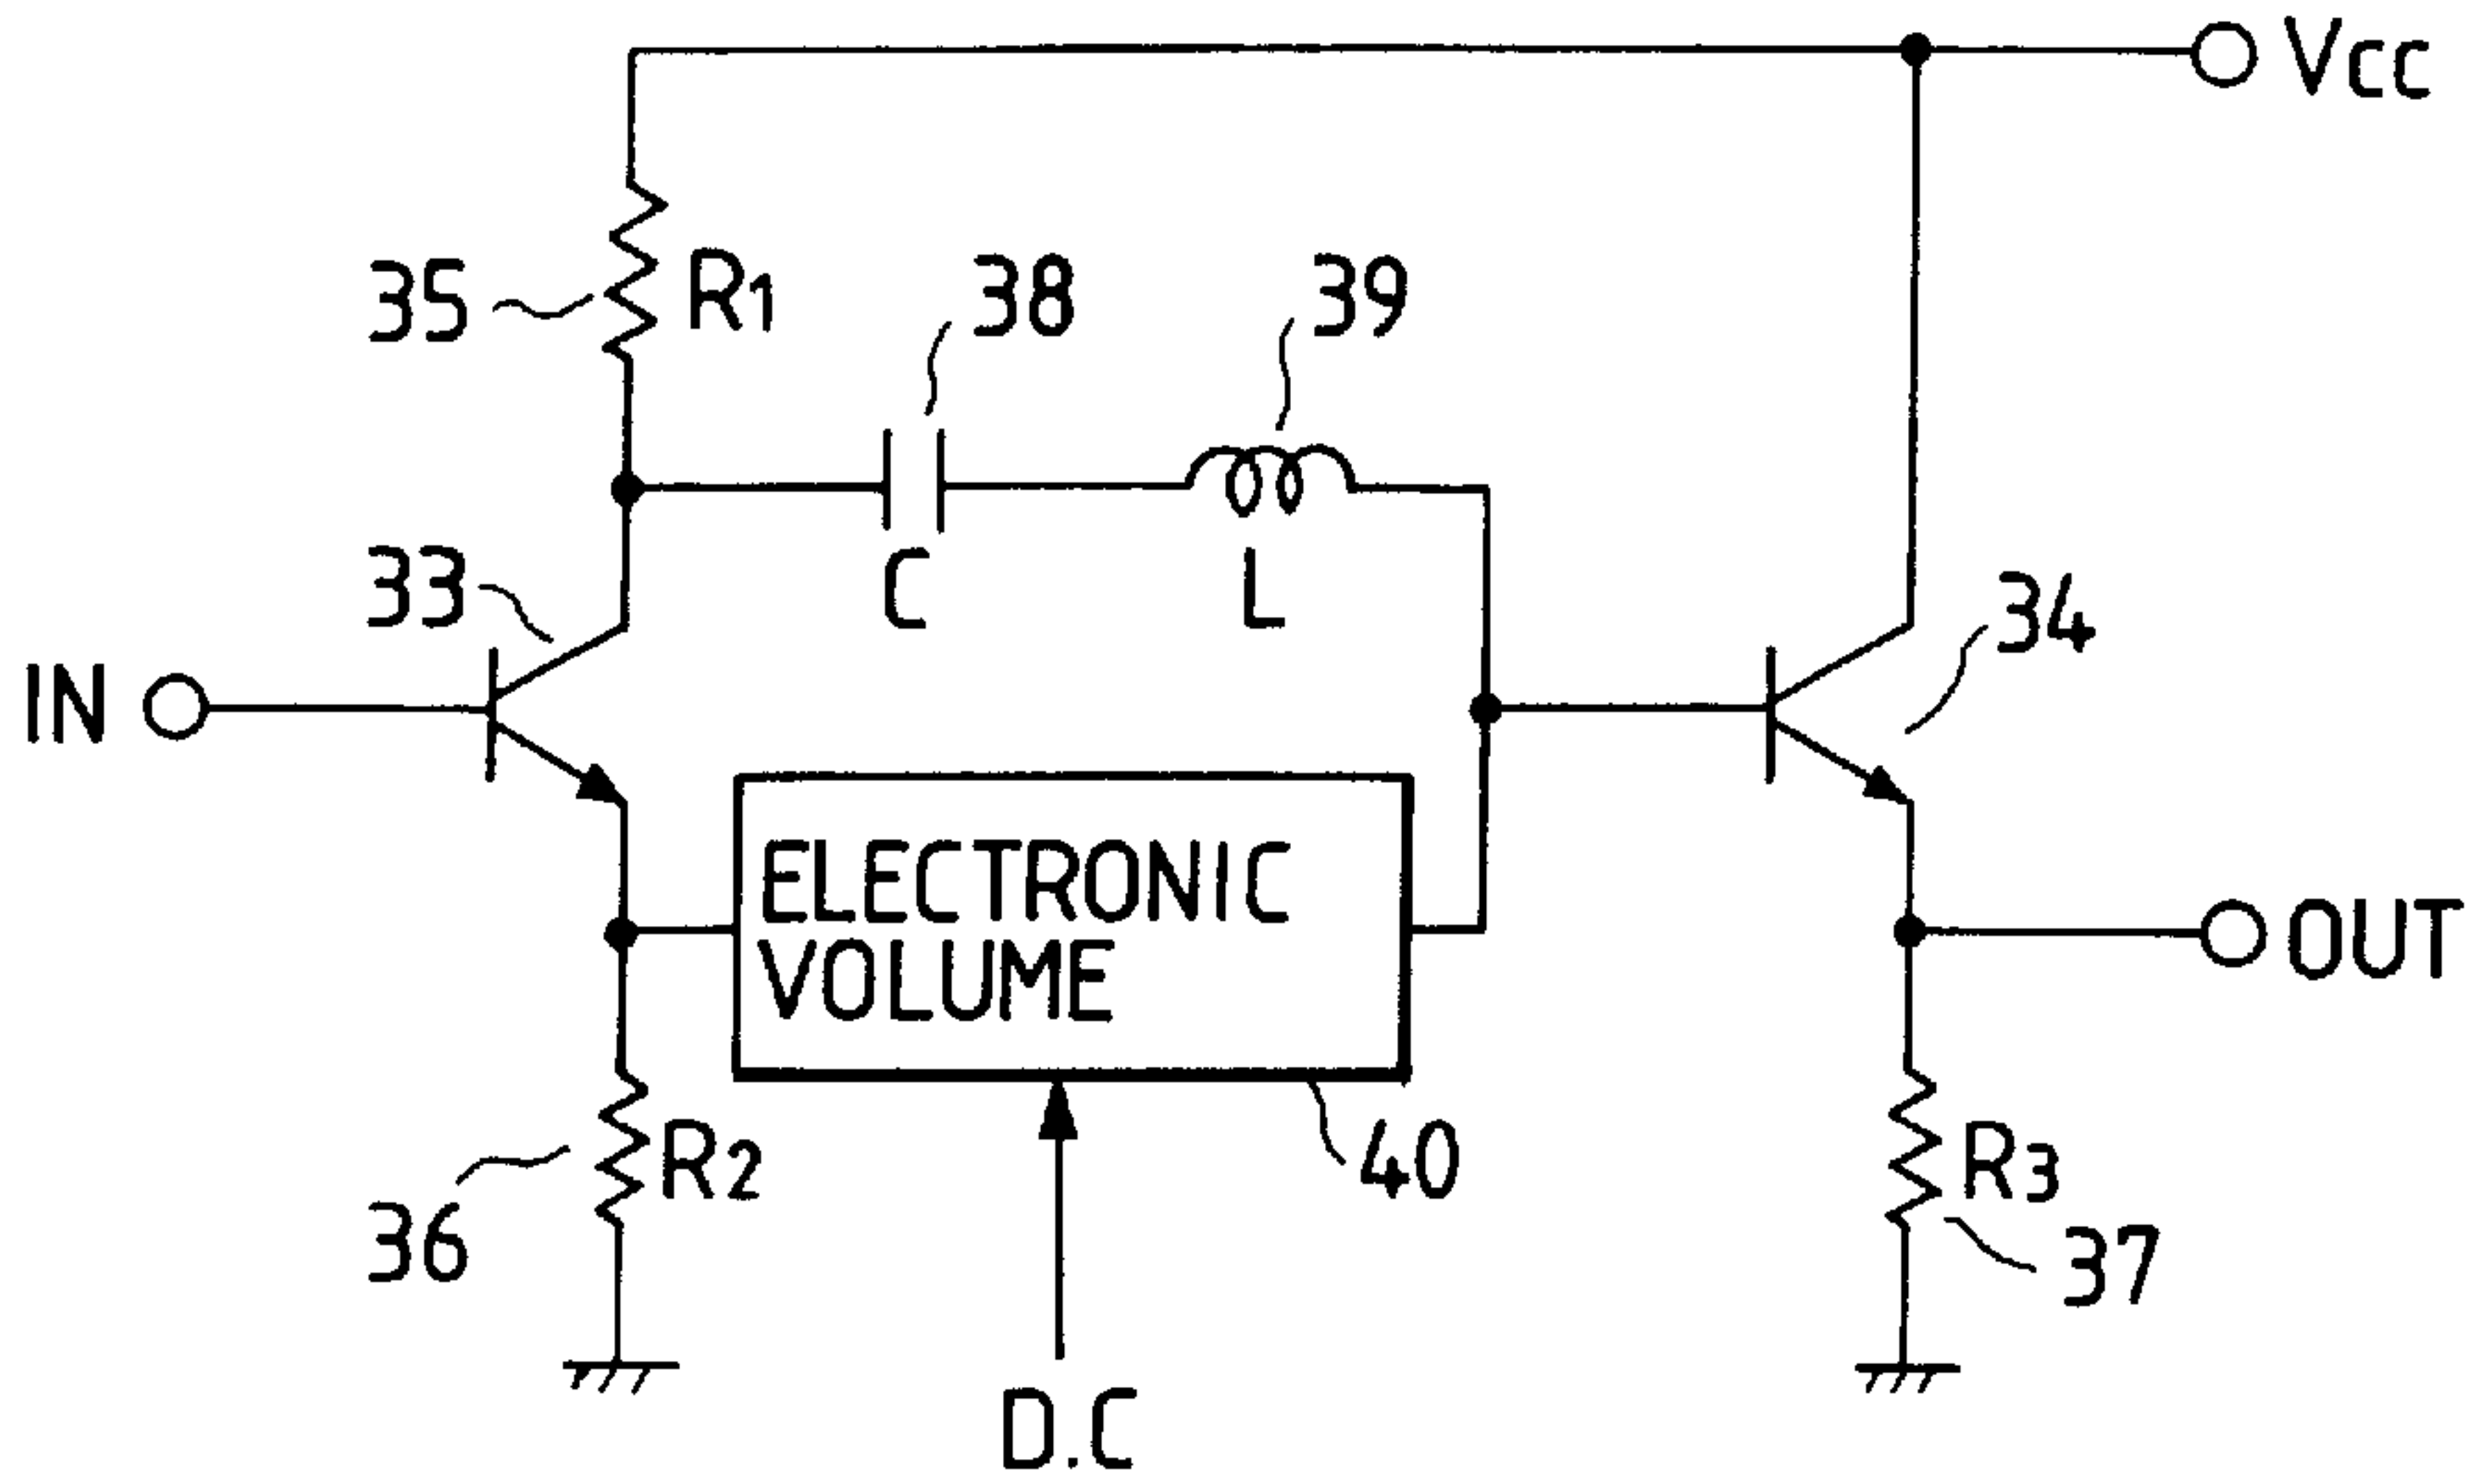 Vcc
35
R1
38
39
33
C
L
34
IN
ELECTRONIC
VOLUME
OUT
36
R2
40
R3
37
D.C